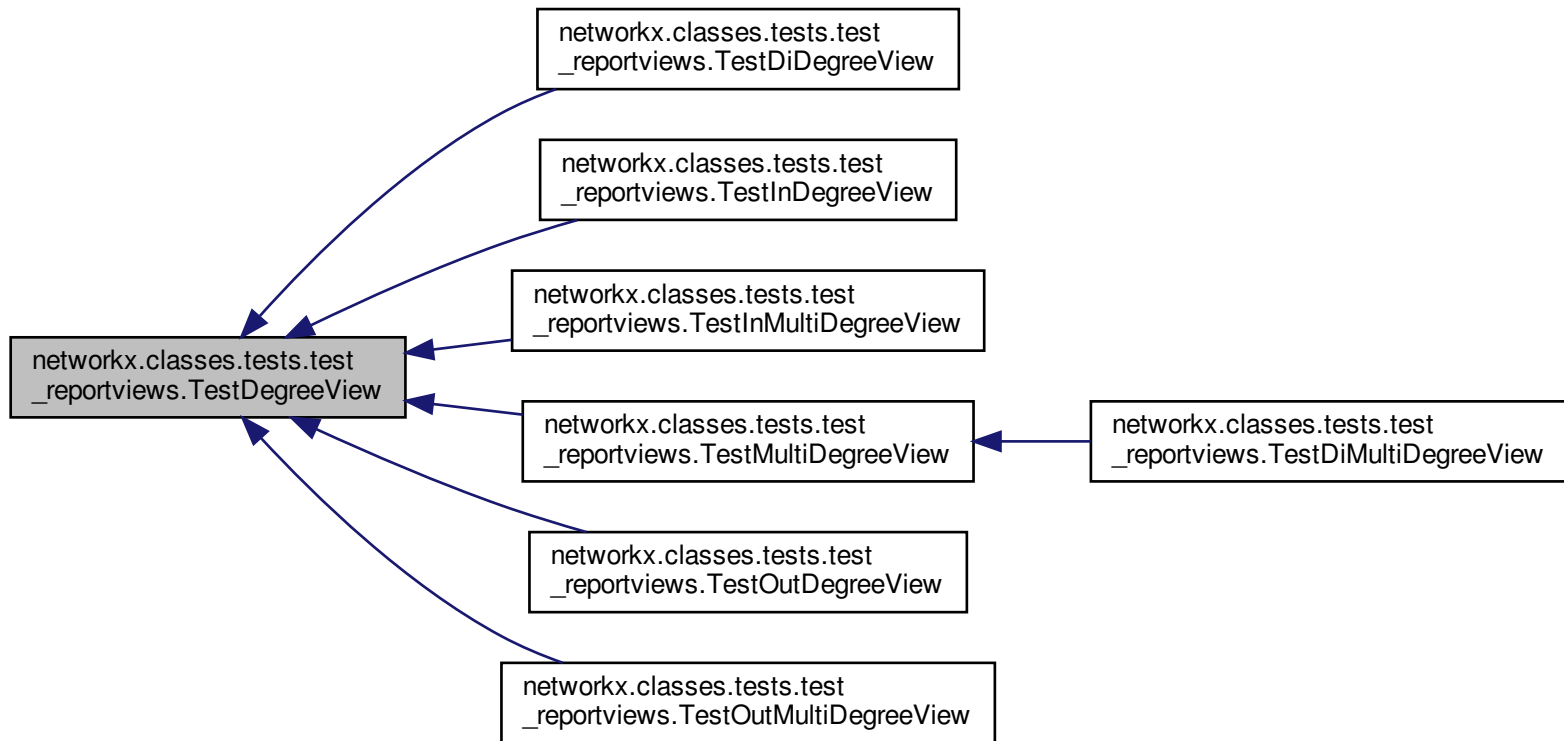 networkx.classes.tests.test
_reportviews.TestDiDegreeView
networkx.classes.tests.test
_reportviews.TestInDegreeView
networkx.classes.tests.test
_reportviews.TestInMultiDegreeView
networkx.classes.tests.test
_reportviews.TestDegreeView
networkx.classes.tests.test
_reportviews.TestMultiDegreeView
networkx.classes.tests.test
_reportviews.TestDiMultiDegreeView
networkx.classes.tests.test
_reportviews.TestOutDegreeView
networkx.classes.tests.test
_reportviews.TestOutMultiDegreeView